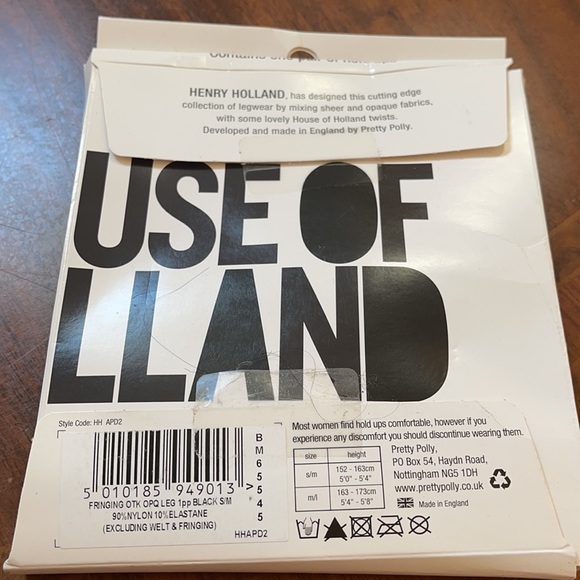 HENRY HOLLAND, has designed this cutting edge
collection of legwear by mixing sheer and opaque fabrics,
with some lovely House of Holland twists.
Developed and made in England by Pretty Polly.
USE OF
LLAND
Style Code: HH APD2
5 010185 949013 >
BM65545
FRINGING OTK OPQ LEG 1pp BLACK S/M
90%NYLON 10%ELASTANE
(EXCLUDING WELT & FRINGING)
HHAPD2
Most women find hold ups comfortable, however if you
experience any discomfort you should discontinue wearing them.
size height
s/m 152 - 163cm
5'0" - 5'4"
m/l 163 - 173cm
5'4" - 5'8"
Pretty Polly,
PO Box 54, Haydn Road,
Nottingham NG5 1DH
www.prettypolly.co.uk
Made in England